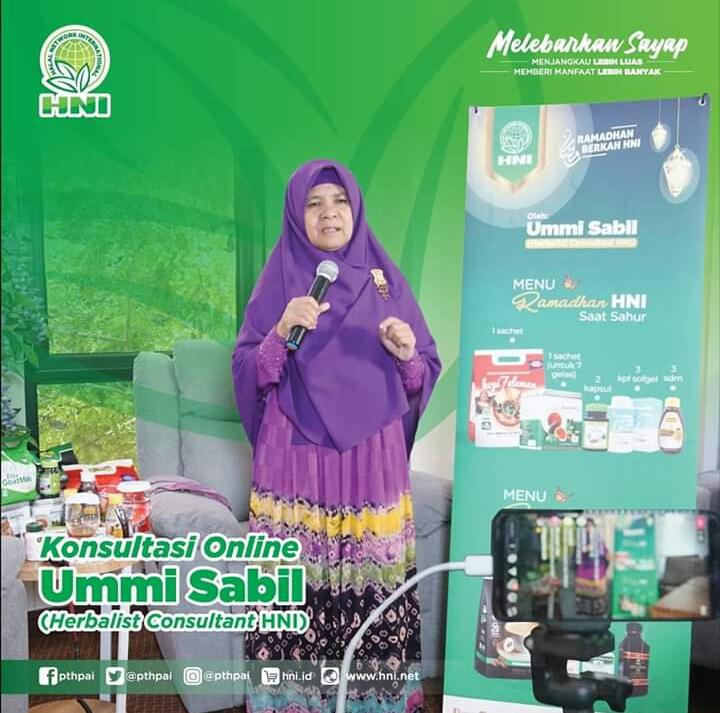 HALAL NETWORK INTERNATIONAL
HNI
Melebarkan Sayap
MENJANGKAU LEBIH LUAS
MEMBERI MANFAAT LEBIH BANYAK
HNI
RAMADHAN
BERKAH HNI
Oleh:
Ummi Sabil
(Herbalist Consultant HNI)
MENU
Ramadhan HNI
Saat Sahur
1 sachet
1 sachet
(untuk 7
gelas)
2
kapsul
3
kpl sofgel
3
sdm
kopi 7 elemen
MENU
GoatMilk
Konsultasi Online
Ummi Sabil
(Herbalist Consultant HNI)
pthpai
@pthpai
@pthpai
hni.id
www.hni.net